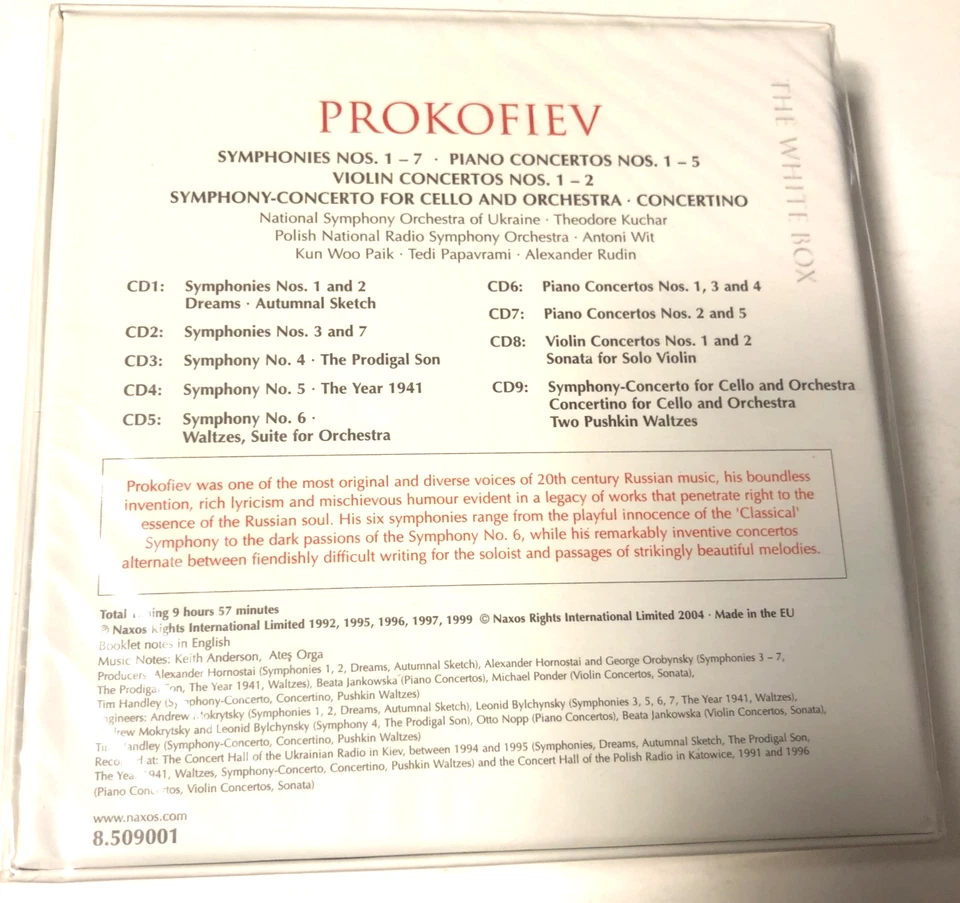 PROKOFIEV
THE WHITE BOX
SYMPHONIES NOS. 1 – 7 · PIANO CONCERTOS NOS. 1 – 5
VIOLIN CONCERTOS NOS. 1 – 2
SYMPHONY-CONCERTO FOR CELLO AND ORCHESTRA · CONCERTINO
National Symphony Orchestra of Ukraine · Theodore Kuchar
Polish National Radio Symphony Orchestra · Antoni Wit
Kun Woo Paik · Tedi Papavrami · Alexander Rudin
CD1: Symphonies Nos. 1 and 2
Dreams · Autumnal Sketch
CD2: Symphonies Nos. 3 and 7
CD3: Symphony No. 4 · The Prodigal Son
CD4: Symphony No. 5 · The Year 1941
CD5: Symphony No. 6 ·
Waltzes, Suite for Orchestra
CD6: Piano Concertos Nos. 1, 3 and 4
CD7: Piano Concertos Nos. 2 and 5
CD8: Violin Concertos Nos. 1 and 2
Sonata for Solo Violin
CD9: Symphony-Concerto for Cello and Orchestra
Concertino for Cello and Orchestra
Two Pushkin Waltzes
Prokofiev was one of the most original and diverse voices of 20th century Russian music, his boundless
invention, rich lyricism and mischievous humour evident in a legacy of works that penetrate right to the
essence of the Russian soul. His six symphonies range from the playful innocence of the 'Classical'
Symphony to the dark passions of the Symphony No. 6, while his remarkably inventive concertos
alternate between fiendishly difficult writing for the soloist and passages of strikingly beautiful melodies.
Total 9 hours 57 minutes
℗ Naxos Rights International Limited 1992, 1995, 1996, 1997, 1999 © Naxos Rights International Limited 2004 · Made in the EU
Booklet notes in English
Music Notes: Keith Anderson, Ateş Orga
Producers Alexander Hornostai (Symphonies 1, 2, Dreams, Autumnal Sketch), Alexander Hornostai and George Orobynsky (Symphonies 3 – 7,
The Prodigal Son, The Year 1941, Waltzes), Beata Jankowska (Piano Concertos), Michael Ponder (Violin Concertos, Sonata),
Tim Handley (Symphony-Concerto, Concertino, Pushkin Waltzes)
Engineers: Andrew Mokrytsky (Symphonies 1, 2, Dreams, Autumnal Sketch), Leonid Bylchynsky (Symphonies 3, 5, 6, 7, The Year 1941, Waltzes),
Mokrytsky and Leonid Bylchynsky (Symphony 4, The Prodigal Son), Otto Nopp (Piano Concertos), Beata Jankowska (Violin Concertos, Sonata),
Handley (Symphony-Concerto, Concertino, Pushkin Waltzes)
at: The Concert Hall of the Ukrainian Radio in Kiev, between 1994 and 1995 (Symphonies, Dreams, Autumnal Sketch, The Prodigal Son,
The Year 1941, Waltzes, Symphony-Concerto, Concertino, Pushkin Waltzes) and the Concert Hall of the Polish Radio in Katowice, 1991 and 1996
(Piano Concertos, Violin Concertos, Sonata)
www.naxos.com
8.509001